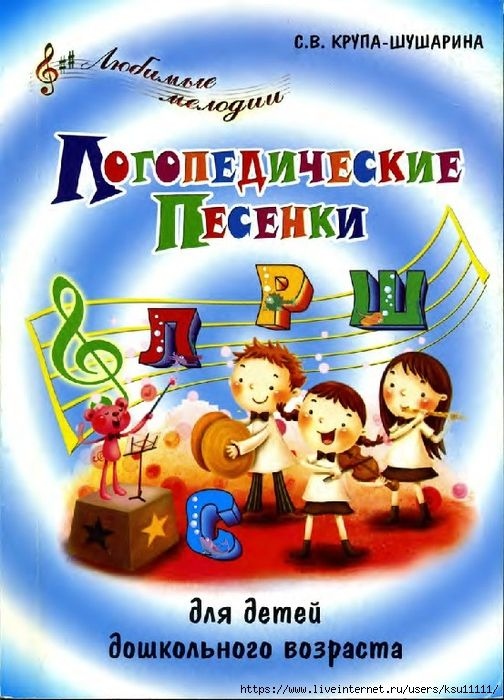 С.В. КРУПА-ШУШАРИНА
Любимые
мелодии
ЛОГОПЕДИЧЕСКИЕ
ПЕСЕНКИ
Л Р Ш
С
для детей
дошкольного возраста
https://www.liveinternet.ru/users/ksu11111/